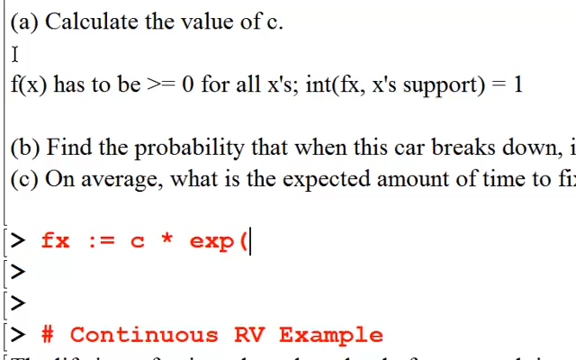 (a) Calculate the value of c.
f(x) has to be >= 0 for all x's; int(fx, x's support) = 1
(b) Find the probability that when this car breaks down, i
(c) On average, what is the expected amount of time to fix
> fx := c * exp(
>
>
> # Continuous RV Example